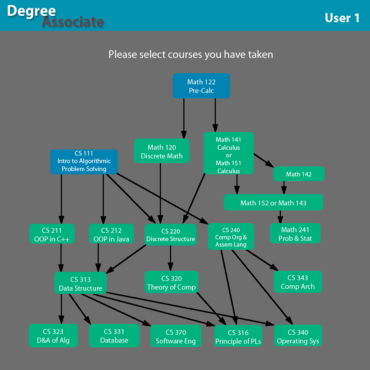 Degree
Associate
User 1
Please select courses you have taken
Math 122
Pre-Calc
Math 120
Discrete Math
Math 141
Calculus
or
Math 151
Calculus
CS 111
Intro to Algorithmic
Problem Solving
Math 142
Math 152 or Math 143
CS 211
OOP in C++
CS 212
OOP in Java
CS 220
Discrete Structure
CS 240
Comp Org &
Assem Lang
Math 241
Prob & Stat
CS 313
Data Structure
CS 320
Theory of Comp
CS 343
Comp Arch
CS 323
D&A of Alg
CS 331
Database
CS 370
Software Eng
CS 316
Principle of PLs
CS 340
Operating Sys